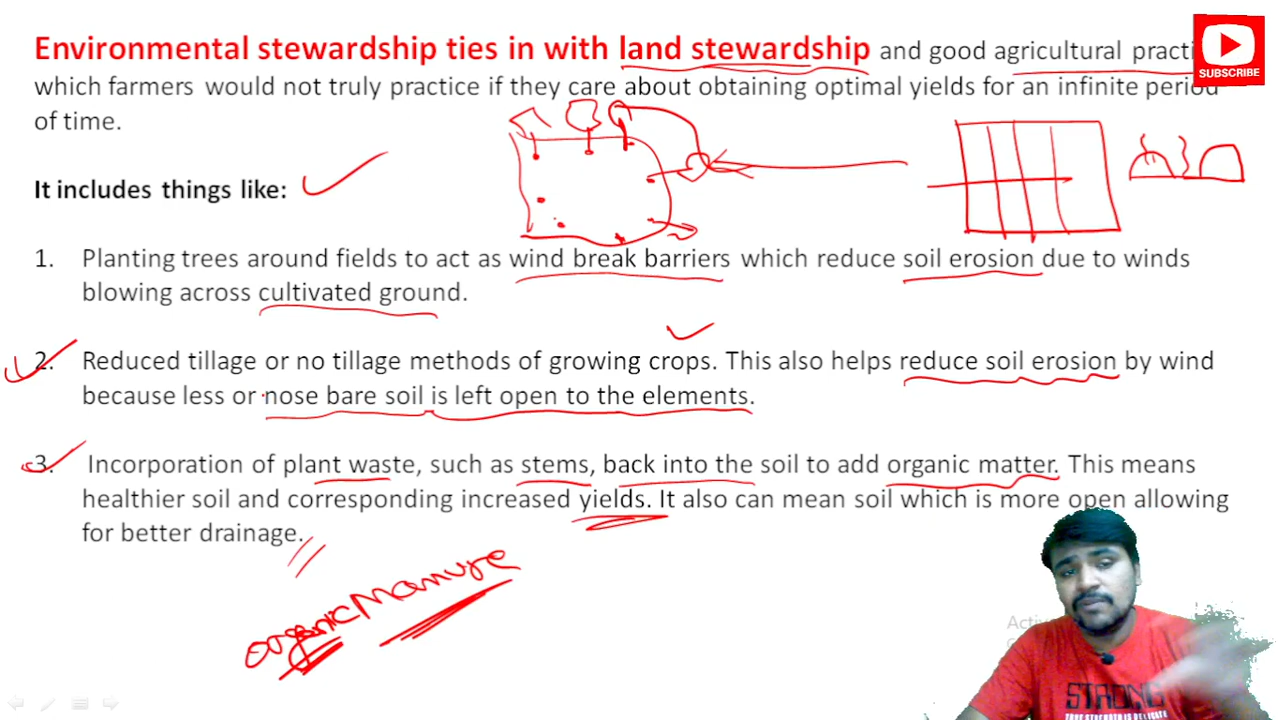 Environmental stewardship ties in with land stewardship and good agricultural practi
SUBSCRIBE
which farmers would not truly practice if they care about obtaining optimal yields for an infinite period
of time.
It includes things like:
1. Planting trees around fields to act as wind break barriers which reduce soil erosion due to winds
blowing across cultivated ground.
2. Reduced tillage or no tillage methods of growing crops. This also helps reduce soil erosion by wind
because less or nose bare soil is left open to the elements.
3. Incorporation of plant waste, such as stems, back into the soil to add organic matter. This means
healthier soil and corresponding increased yields. It also can mean soil which is more open allowing
for better drainage.
organic Manure
Activ
STRONG